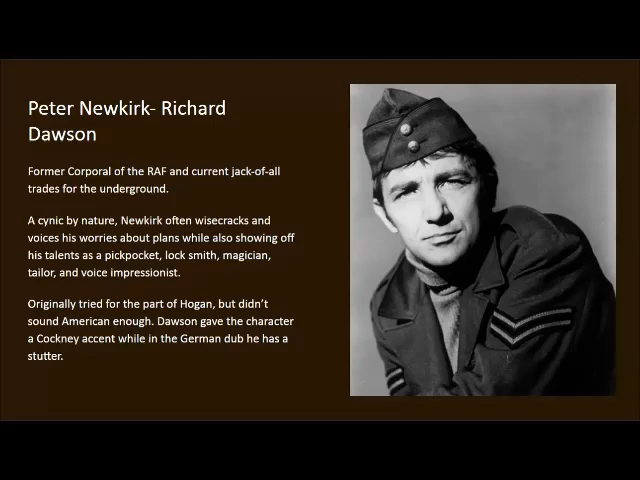 Peter Newkirk- Richard
Dawson
Former Corporal of the RAF and current jack-of-all
trades for the underground.
A cynic by nature, Newkirk often wisecracks and
voices his worries about plans while also showing off
his talents as a pickpocket, lock smith, magician,
tailor, and voice impressionist.
Originally tried for the part of Hogan, but didn’t
sound American enough. Dawson gave the character
a Cockney accent while in the German dub he has a
stutter.